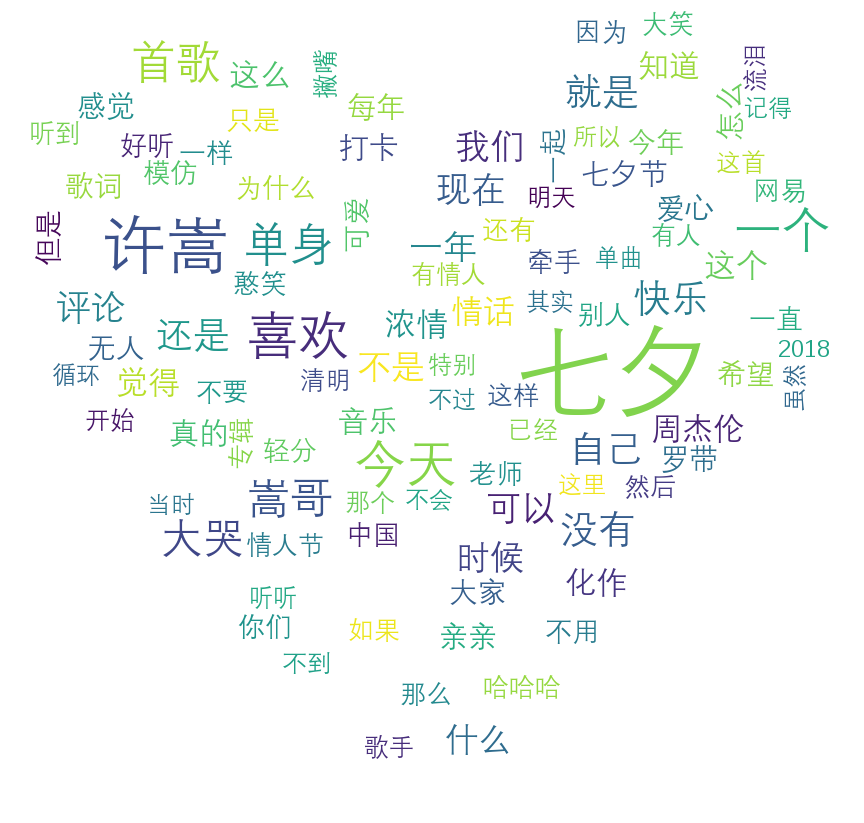 因为
大笑
首歌
这么
撇嘴
知道
流泪
感觉
每年
就是
怎么
记得
听到
好听
一样
只是
打卡
我们
一起
所以
今年
这首
歌词
模仿
为什么
现在
明天
七夕节
网易
但是
许嵩
单身
可爱
一年
还有
爱心
有人
一个
憨笑
有情人
牵手
单曲
这个
评论
还是
喜欢
浓情
情话
其实
别人
快乐
一直
无人
2018
循环
觉得
不要
清明
不是
特别
不过
这样
七夕
希望
虽然
开始
真的
专辑
音乐
已经
周杰伦
轻分
今天
老师
自己
罗带
当时
嵩哥
那个
不会
可以
这里
然后
大哭
情人节
中国
时候
没有
听听
大家
化作
你们
如果
亲亲
不用
不到
那么
哈哈哈
歌手
什么